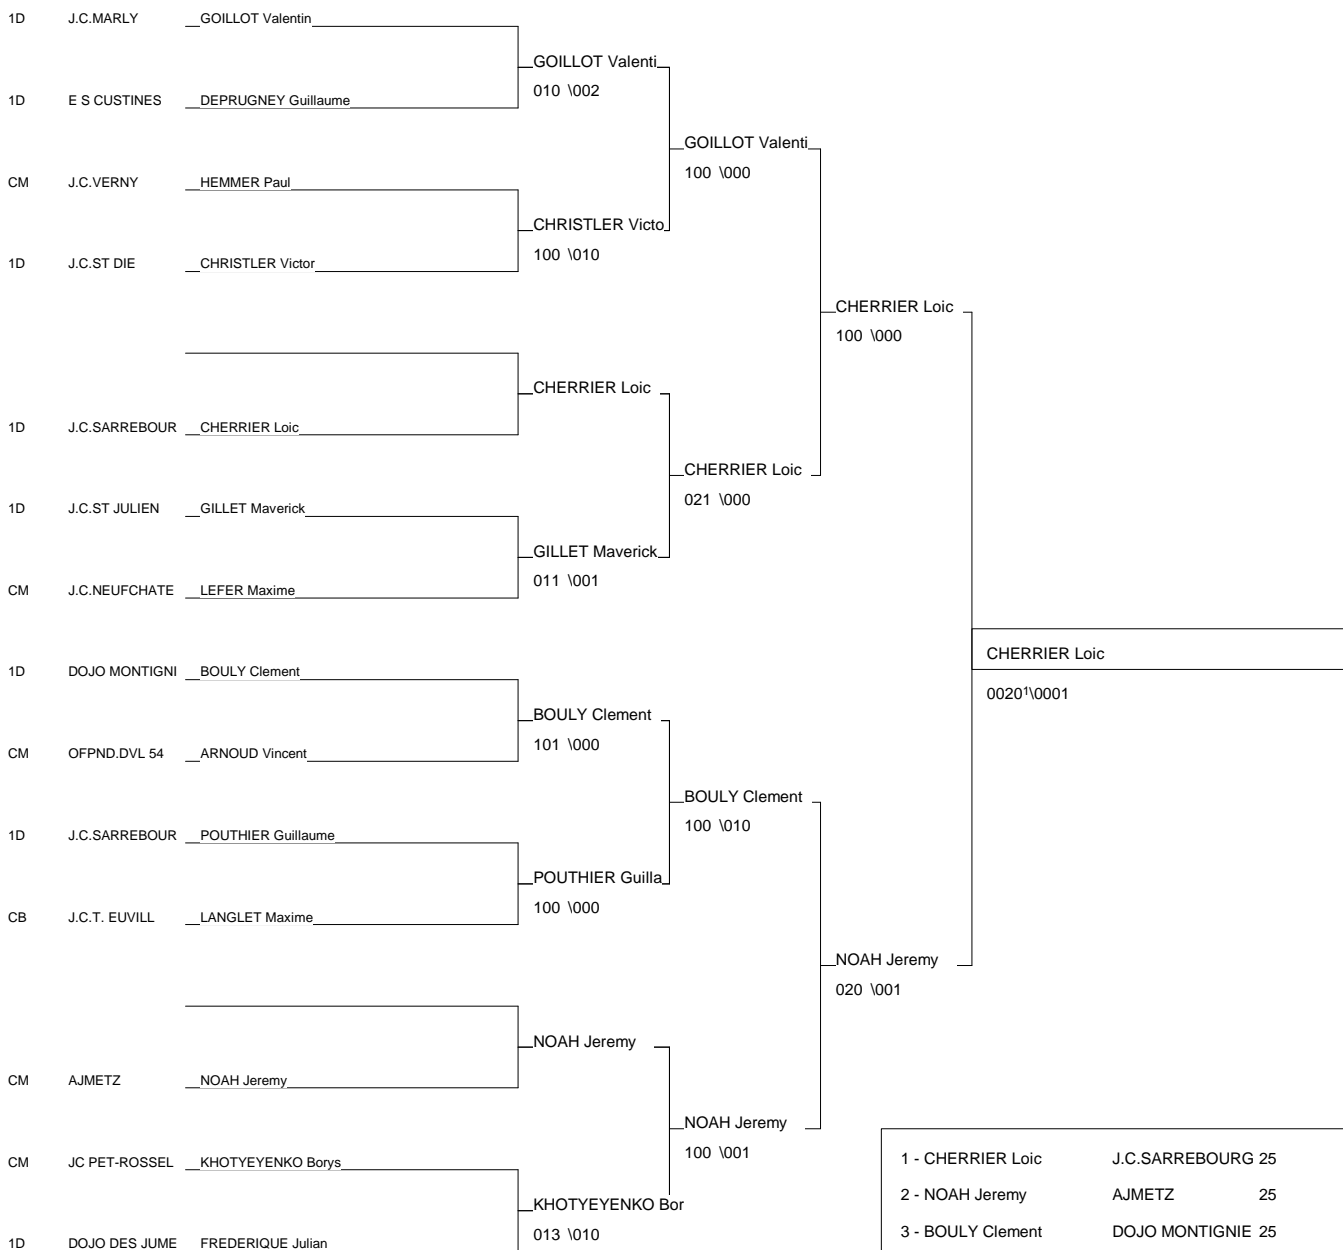 1D J.C.MARLY GOILLOT Valentin
GOILLOT Valenti
010 \002
1D E S CUSTINES DEPRUGNEY Guillaume
GOILLOT Valenti
100 \000
CM J.C.VERNY HEMMER Paul
CHRISTLER Victo
100 \010
1D J.C.ST DIE CHRISTLER Victor
CHERRIER Loic
100 \000
CHERRIER Loic
1D J.C.SARREBOUR CHERRIER Loic
CHERRIER Loic
021 \000
1D J.C.ST JULIEN GILLET Maverick
GILLET Maverick
011 \001
CM J.C.NEUFCHATE LEFER Maxime
CHERRIER Loic
0020¹\0001
1D DOJO MONTIGNI BOULY Clement
BOULY Clement
101 \000
CM OFPND.DVL 54 ARNOUD Vincent
BOULY Clement
100 \010
1D J.C.SARREBOUR POUTHIER Guillaume
POUTHIER Guilla
100 \000
CB J.C.T. EUVILL LANGLET Maxime
NOAH Jeremy
020 \001
NOAH Jeremy
CM AJMETZ NOAH Jeremy
NOAH Jeremy
100 \001
CM JC PET-ROSSEL KHOTYEYENKO Borys
KHOTYEYENKO Bor
013 \010
1D DOJO DES JUME FREDERIQUE Julian
1 - CHERRIER Loic J.C.SARREBOURG 25
2 - NOAH Jeremy AJMETZ 25
3 - BOULY Clement DOJO MONTIGNIE 25